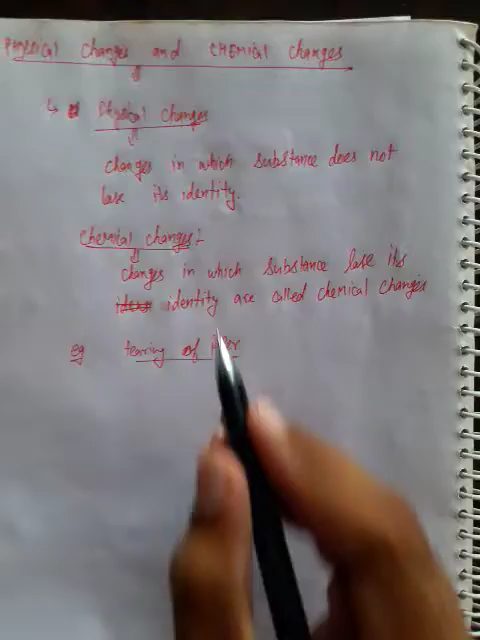 PHYSICAL Changes and CHEMICAL Changes
Physical Changes
changes in which substance does not
lose its identity.
Chemical changes:-
changes in which substance lose its
identity are called chemical changes
eg tearing of